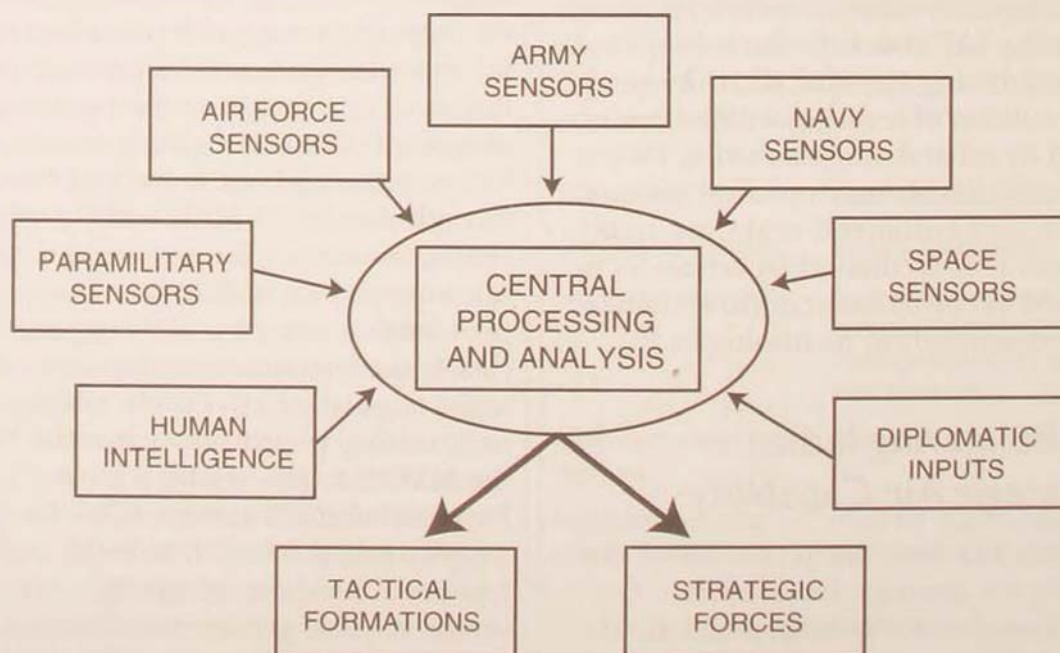 ARMY
SENSORS
AIR FORCE
SENSORS
NAVY
SENSORS
PARAMILITARY
SENSORS
CENTRAL
PROCESSING
AND ANALYSIS
SPACE
SENSORS
HUMAN
INTELLIGENCE
DIPLOMATIC
INPUTS
TACTICAL
FORMATIONS
STRATEGIC
FORCES